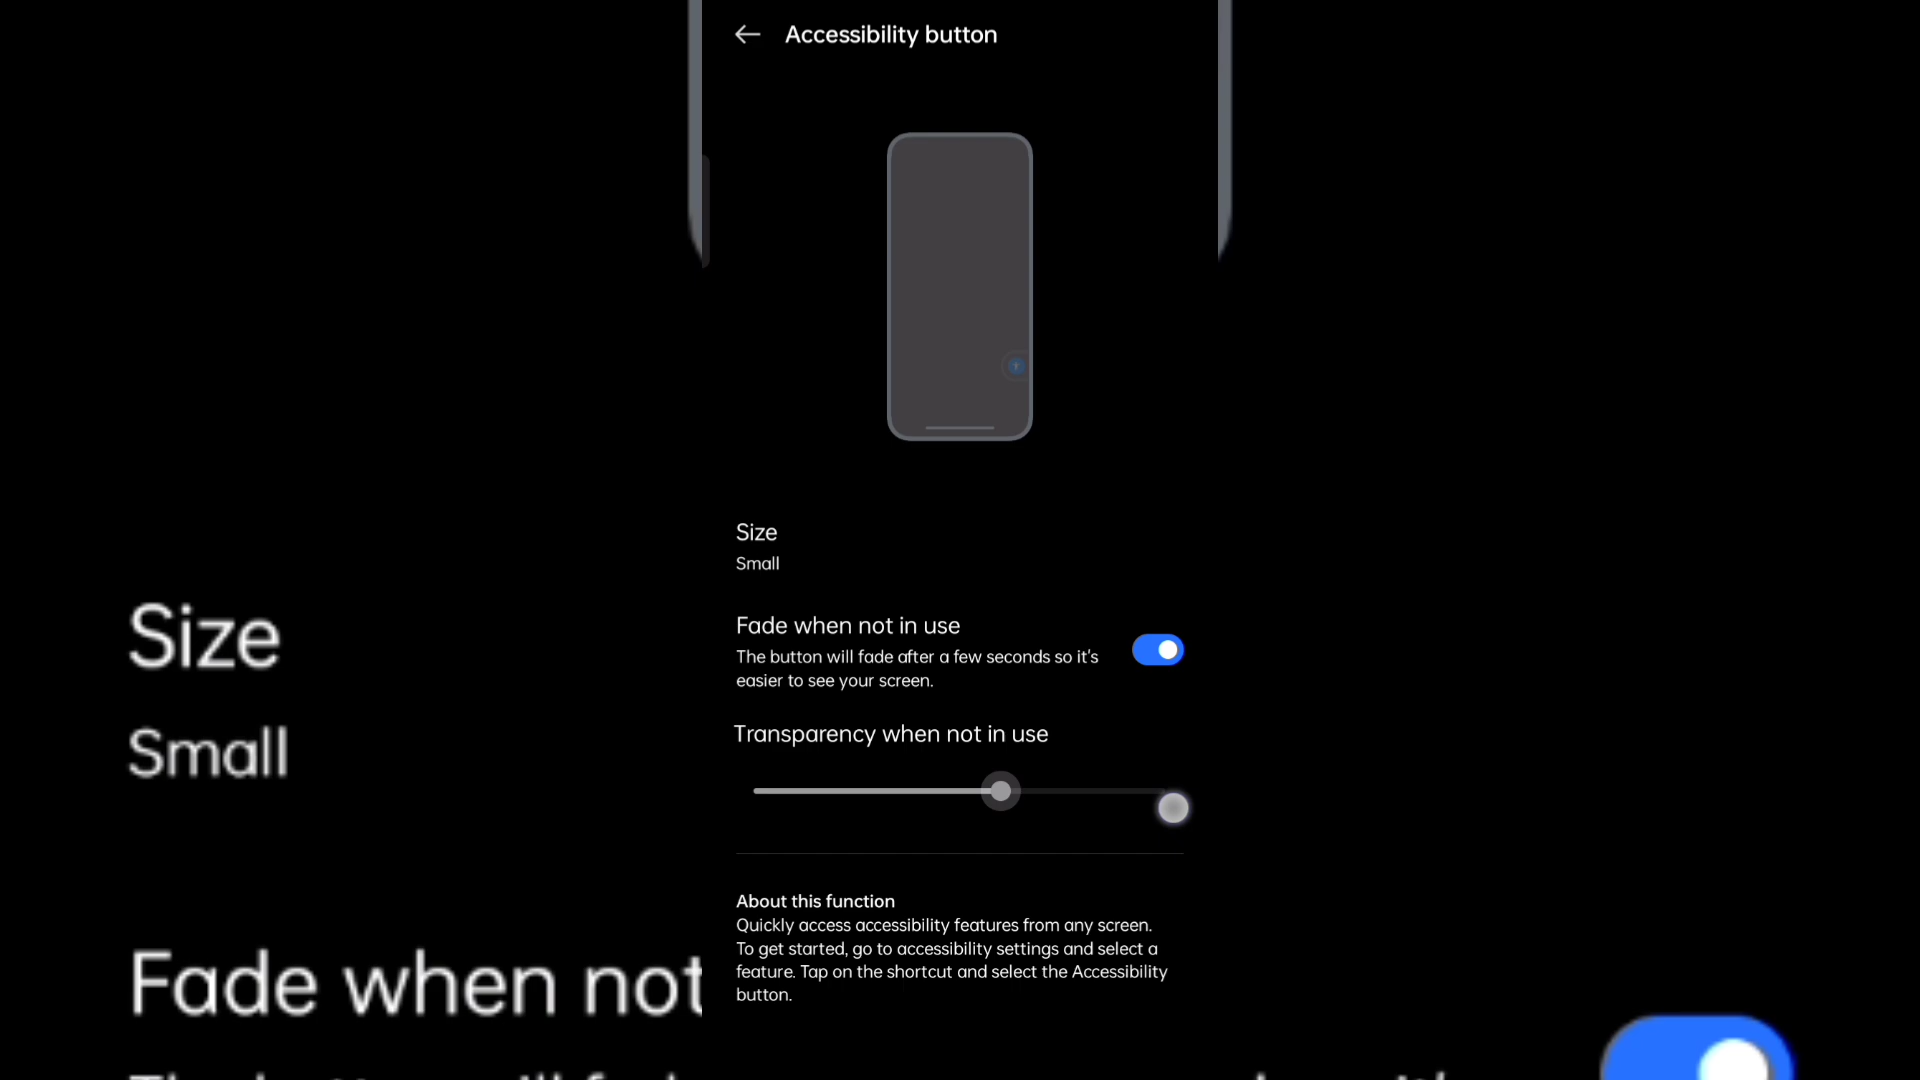 Accessibility button
Size
Small
Fade when not in use
The button will fade after a few seconds so it's
easier to see your screen.
Transparency when not in use
About this function
Quickly access accessibility features from any screen.
To get started, go to accessibility settings and select a
feature. Tap on the shortcut and select the Accessibility
button.
Size
Small
Fade when not